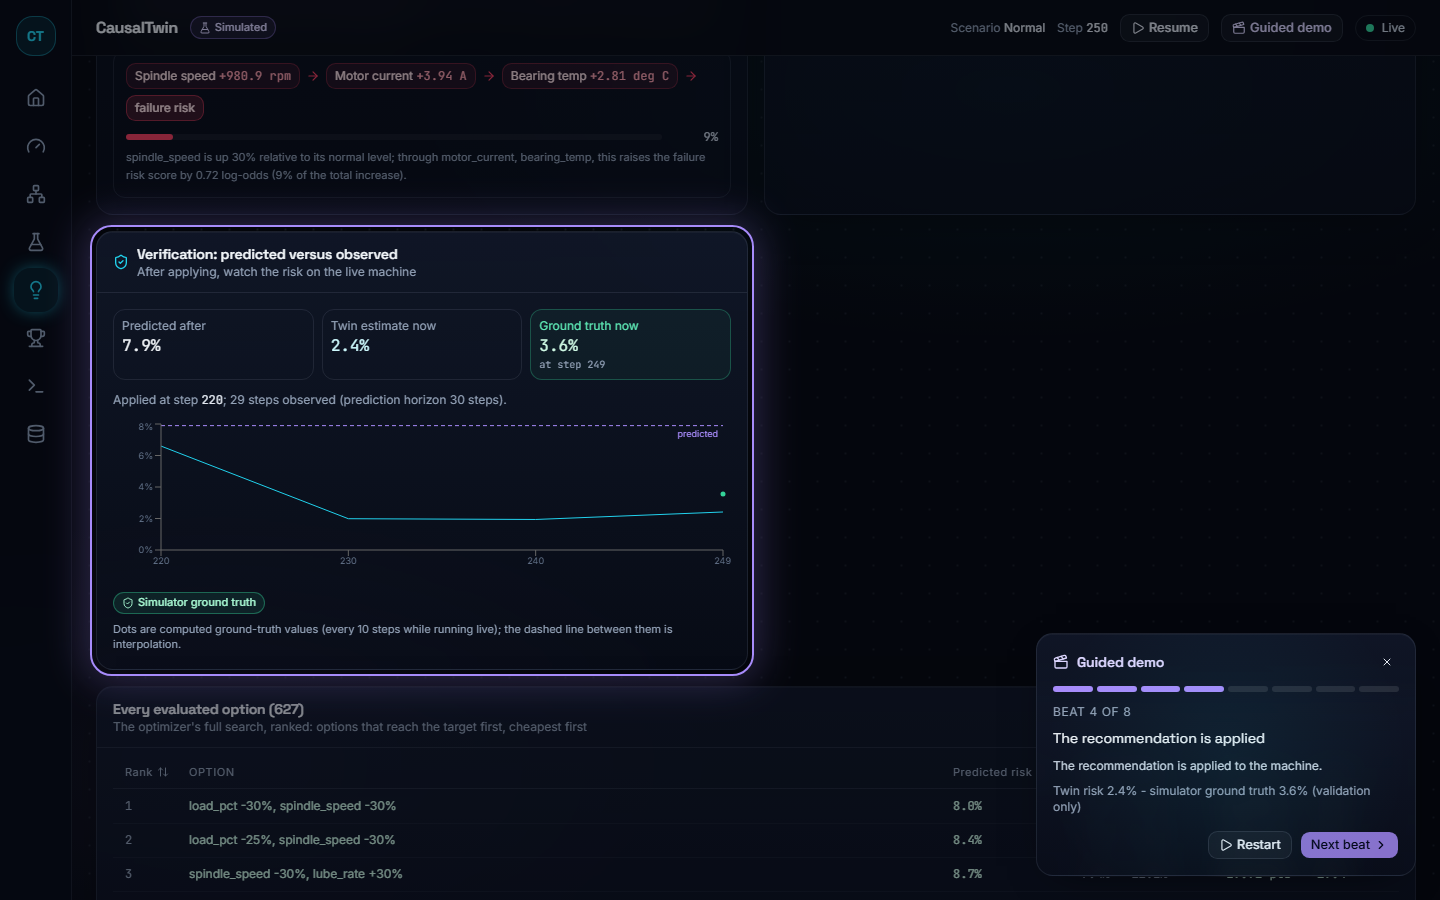 CT
CausalTwin
Simulated
Scenario Normal
Step 250
Resume
Guided demo
Live
Spindle speed +980.9 rpm → Motor current +3.94 A → Bearing temp +2.81 deg C →
failure risk
9%
spindle_speed is up 30% relative to its normal level; through motor_current, bearing_temp, this raises the failure
risk score by 0.72 log-odds (9% of the total increase).
Verification: predicted versus observed
After applying, watch the risk on the live machine
Predicted after
7.9%
Twin estimate now
2.4%
Ground truth now
3.6%
at step 249
Applied at step 220; 29 steps observed (prediction horizon 30 steps).
8%
predicted
6%
4%
2%
0%
220 230 240 249
Simulator ground truth
Dots are computed ground-truth values (every 10 steps while running live); the dashed line between them is
interpolation.
Every evaluated option (627)
The optimizer's full search, ranked: options that reach the target first, cheapest first
Rank OPTION Predicted risk
1 load_pct -30%, spindle_speed -30% 8.0%
2 load_pct -25%, spindle_speed -30% 8.4%
3 spindle_speed -30%, lube_rate +30% 8.7%
Guided demo
BEAT 4 OF 8
The recommendation is applied
The recommendation is applied to the machine.
Twin risk 2.4% - simulator ground truth 3.6% (validation
only)
Restart
Next beat